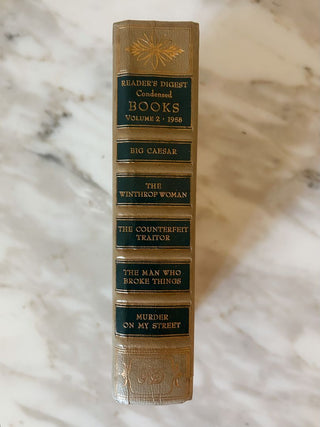 READER'S DIGEST
Condensed
BOOKS
VOLUME 2 • 1958
BIG CAESAR
THE
WINTHROP WOMAN
THE COUNTERFEIT
TRAITOR
THE MAN WHO
BROKE THINGS
MURDER
ON MY STREET